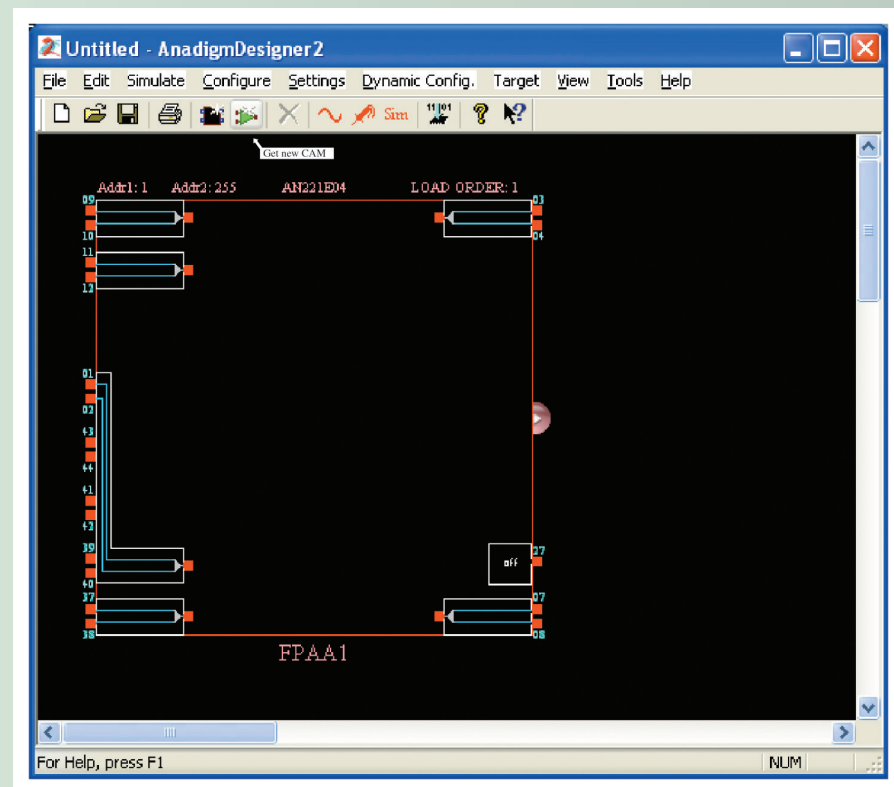 Untitled - AnadigmDesigner2
File Edit Simulate Configure Settings Dynamic Config. Target View Tools Help
Sim 11101
Get new CAM
Addr1: 1 Addr2: 255 AN221E04 LOAD ORDER: 1
09 03
10 04
11
12
01
02
43
44
41
42
39 27
off
40
37 07
38 08
FPAA1
For Help, press F1 NUM